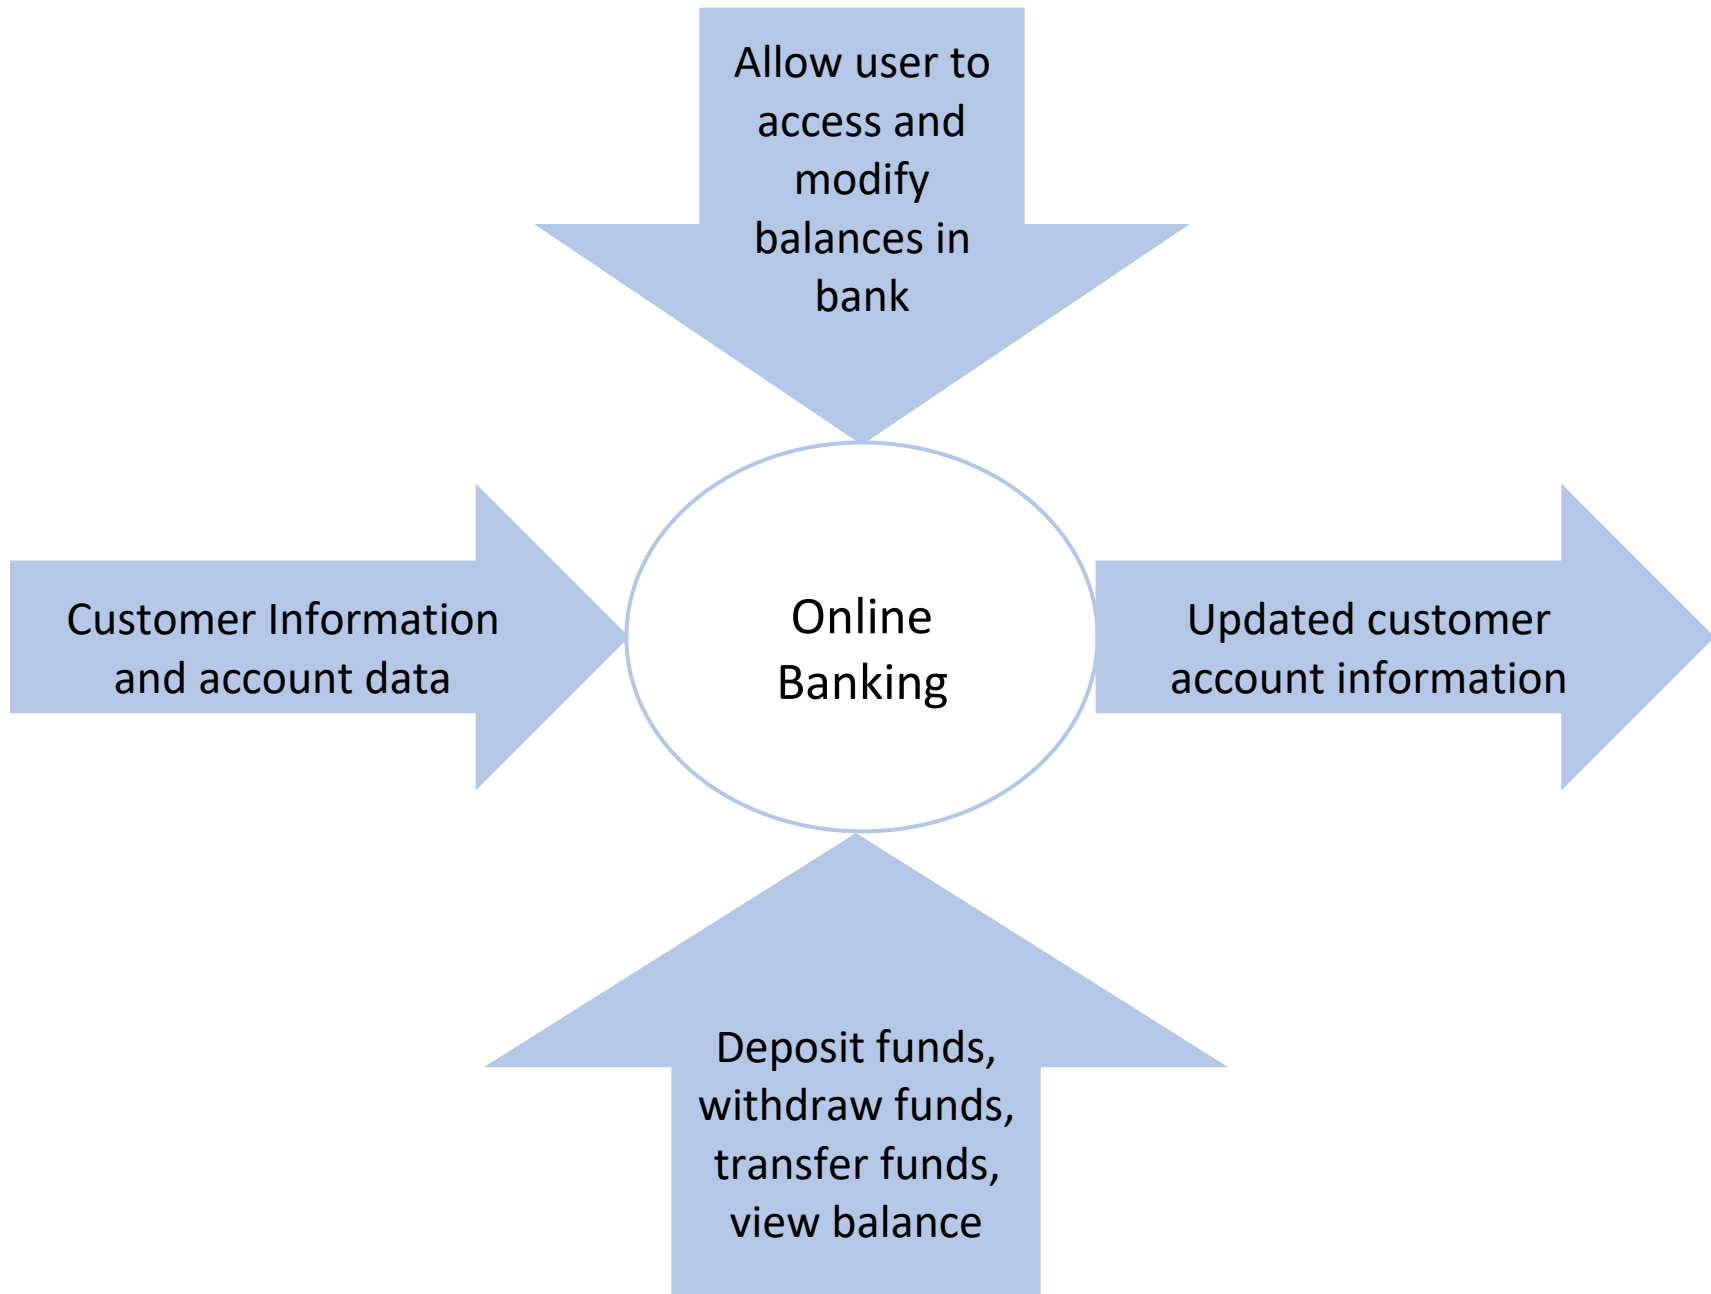 Allow user to
access and
modify
balances in
bank
Customer Information
and account data
Online
Banking
Updated customer
account information
Deposit funds,
withdraw funds,
transfer funds,
view balance